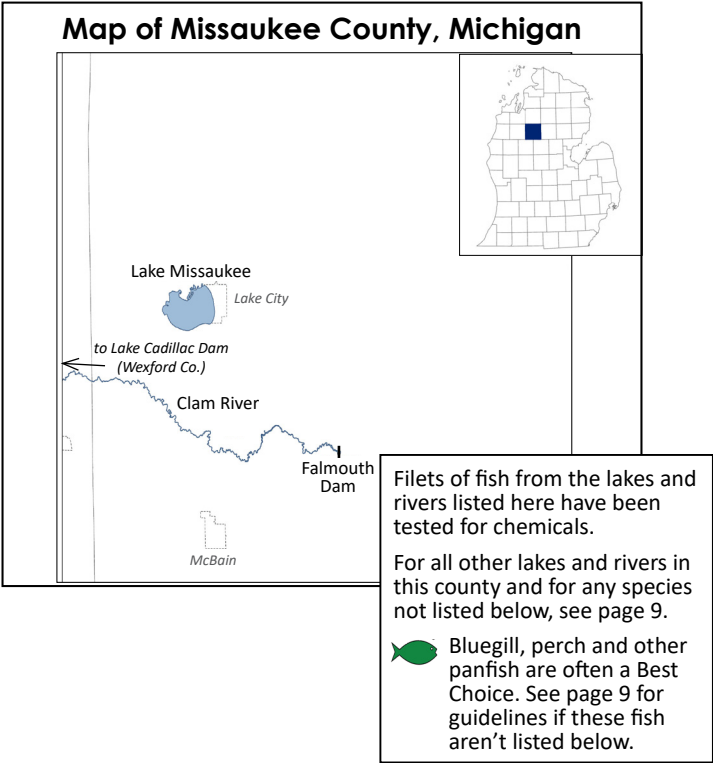 Map of Missaukee County, Michigan
Lake Missaukee
Lake City
to Lake Cadillac Dam
(Wexford Co.)
Clam River
Falmouth
Dam
McBain
Filets of fish from the lakes and
rivers listed here have been
tested for chemicals.
For all other lakes and rivers in
this county and for any species
not listed below, see page 9.
Bluegill, perch and other
panfish are often a Best
Choice. See page 9 for
guidelines if these fish
aren’t listed below.